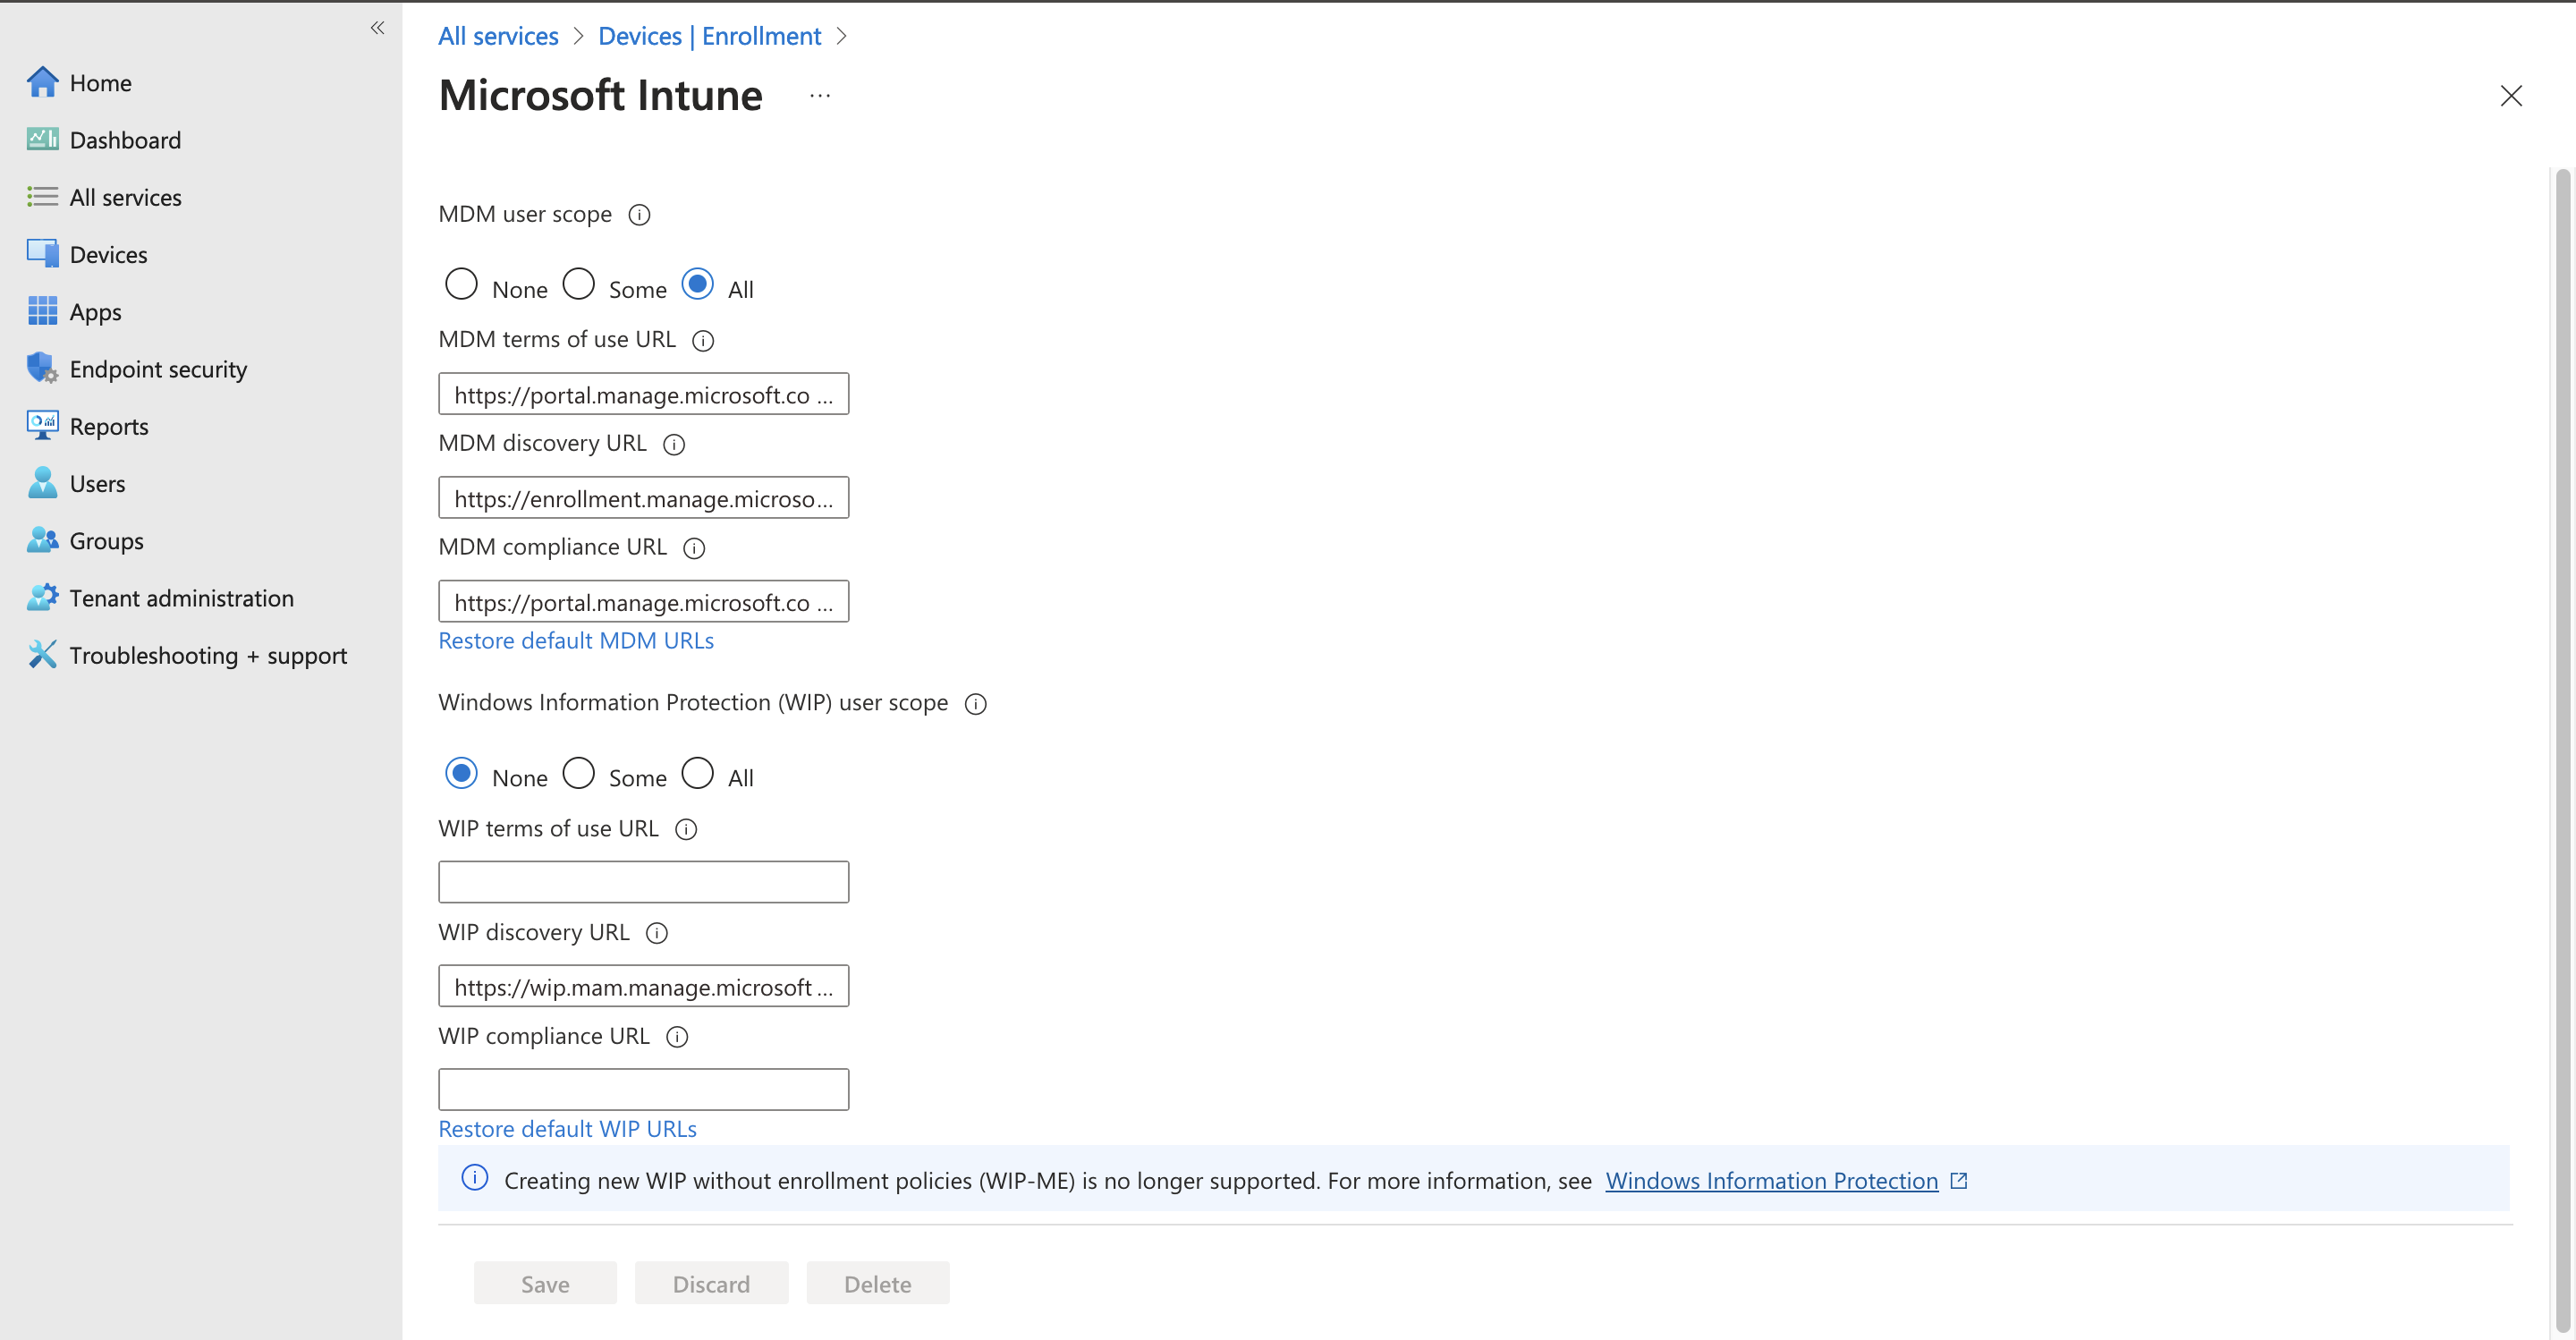 All services > Devices | Enrollment >
Microsoft Intune ...
Home
Dashboard
All services
Devices
Apps
Endpoint security
Reports
Users
Groups
Tenant administration
Troubleshooting + support
MDM user scope
None Some All
MDM terms of use URL
https://portal.manage.microsoft.co ...
MDM discovery URL
https://enrollment.manage.microso...
MDM compliance URL
https://portal.manage.microsoft.co ...
Restore default MDM URLs
Windows Information Protection (WIP) user scope
None Some All
WIP terms of use URL
WIP discovery URL
https://wip.mam.manage.microsoft ...
WIP compliance URL
Restore default WIP URLs
Creating new WIP without enrollment policies (WIP-ME) is no longer supported. For more information, see Windows Information Protection
Save Discard Delete